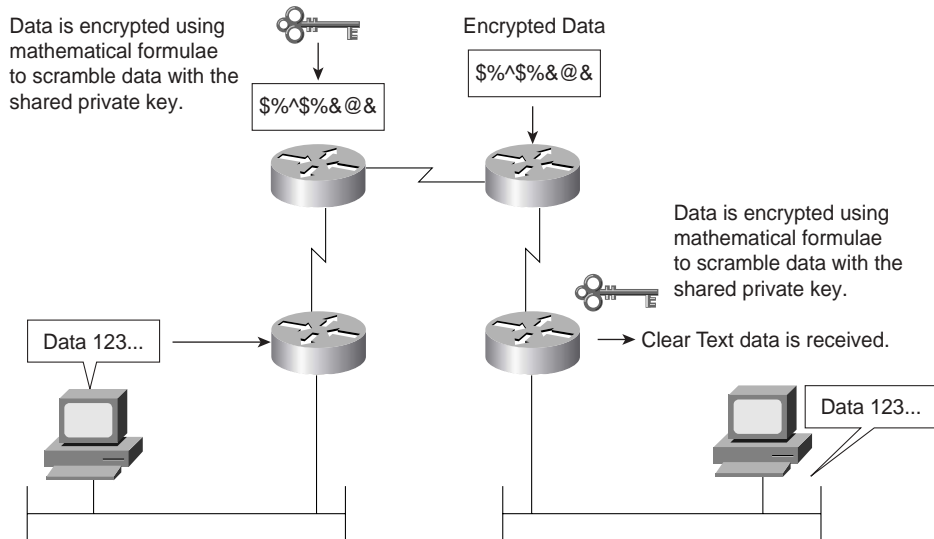 Data is encrypted using
mathematical formulae
to scramble data with the
shared private key.
$%^$%&@&
Encrypted Data
$%^$%&@&
Data is encrypted using
mathematical formulae
to scramble data with the
shared private key.
Clear Text data is received.
Data 123...
Data 123...